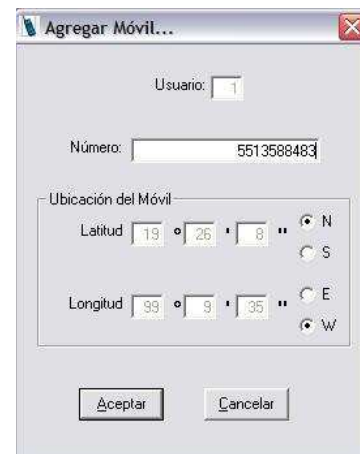 Agregar Móvil...
Usuario: 1
Número: 5513588483
Ubicación del Móvil
Latitud 19 ° 26 ' 8 " N
S
Longitud 99 ° 9 ' 35 " E
W
Aceptar Cancelar